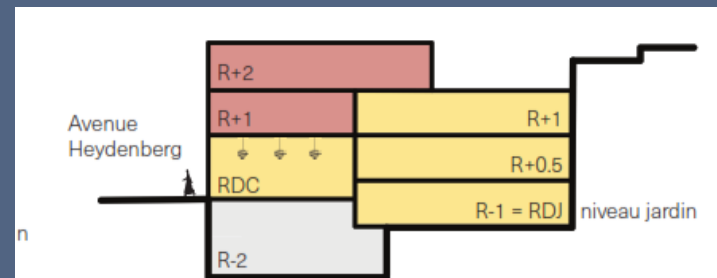 R+2
Avenue
Heydenberg
R+1
R+1
RDC
R+0.5
R-1 = RDJ
niveau jardin
n
R-2